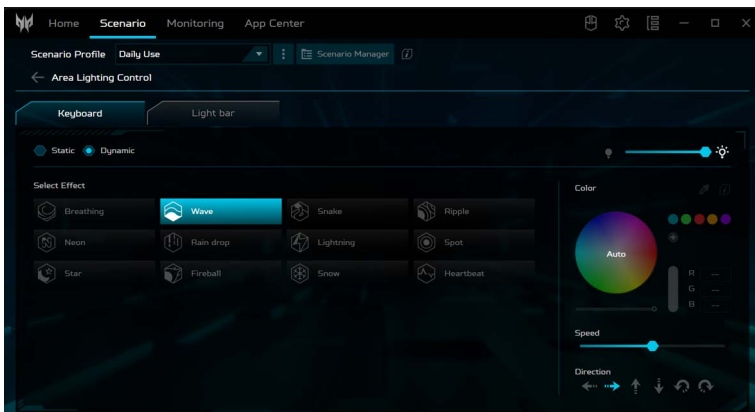 Home Scenario Monitoring App Center
Scenario Profile Daily Use Scenario Manager
Area Lighting Control
Keyboard Light bar
Static Dynamic
Select Effect Color
Breathing Wave Snake Ripple
Neon Rain drop Lightning Spot
Star Fireball Snow Heartbeat
Auto
R --
G --
B --
Speed
Direction